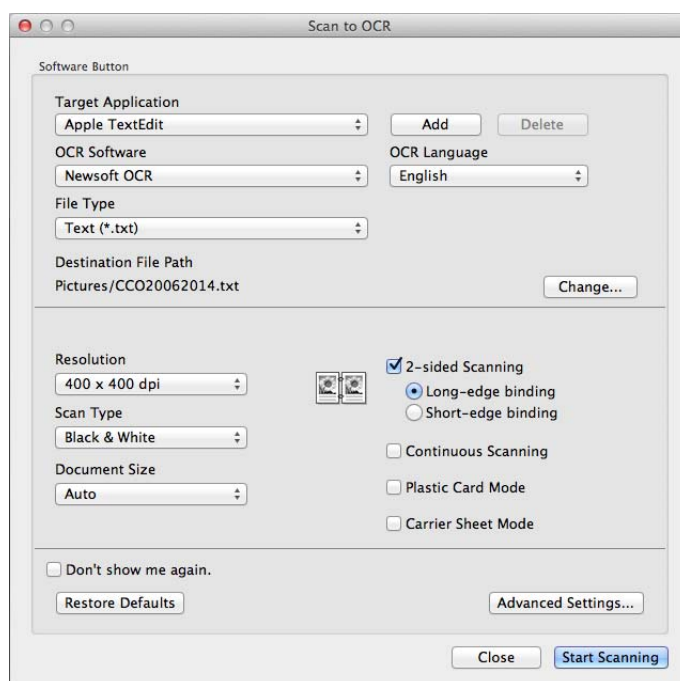 Scan to OCR
Software Button
Target Application
Apple TextEdit Add Delete
OCR Software OCR Language
Newsoft OCR English
File Type
Text (*.txt)
Destination File Path
Pictures/CCO20062014.txt Change...
Resolution 2-sided Scanning
400 x 400 dpi Long-edge binding
Scan Type Short-edge binding
Black & White Continuous Scanning
Document Size Plastic Card Mode
Auto
Carrier Sheet Mode
Don't show me again.
Restore Defaults Advanced Settings...
Close Start Scanning